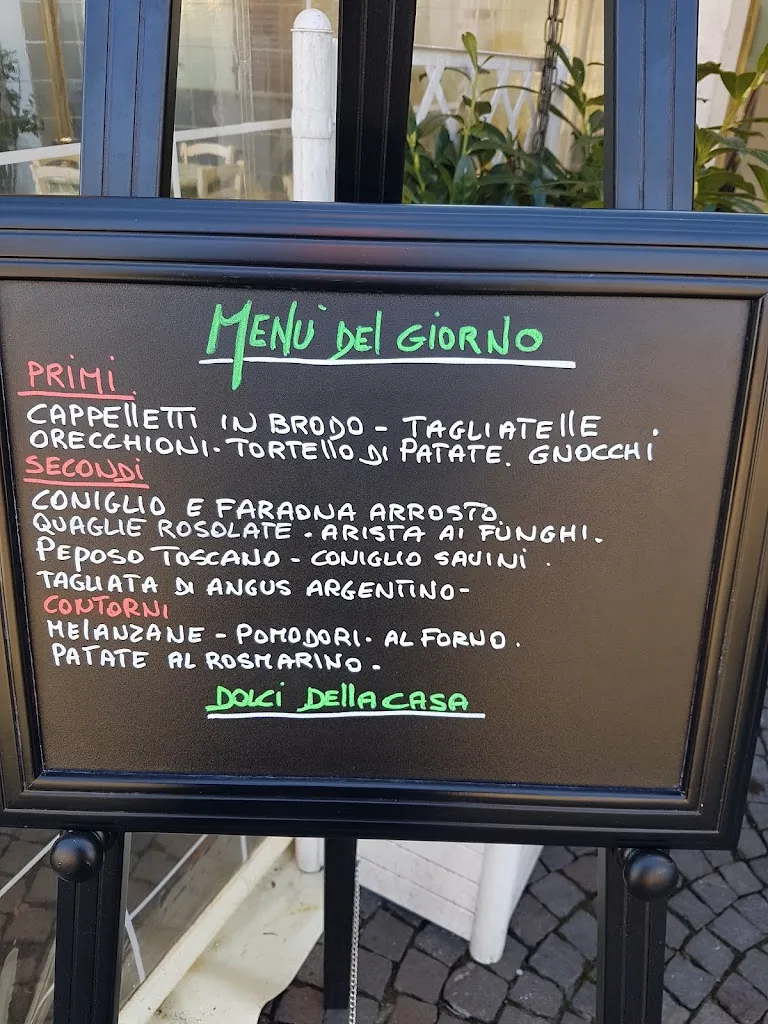 MENU' DEL GIORNO
PRIMI
CAPPELLETTI IN BRODO - TAGLIATELLE .
ORECCHIONI. TORTELLO DI PATATE. GNOCCHI
SECONDI
CONIGLIO E FARAONA ARROSTO.
QUAGLIE ROSOLATE - ARISTA AI FUNGHI.
PEPOSO TOSCANO - CONIGLIO SAUINI .
TAGLIATA DI ANGUS ARGENTINO-
CONTORNI
MELANZANE - POMODORI. AL FORNO .
PATATE AL ROSMARINO -
DOLCI DELLA CASA